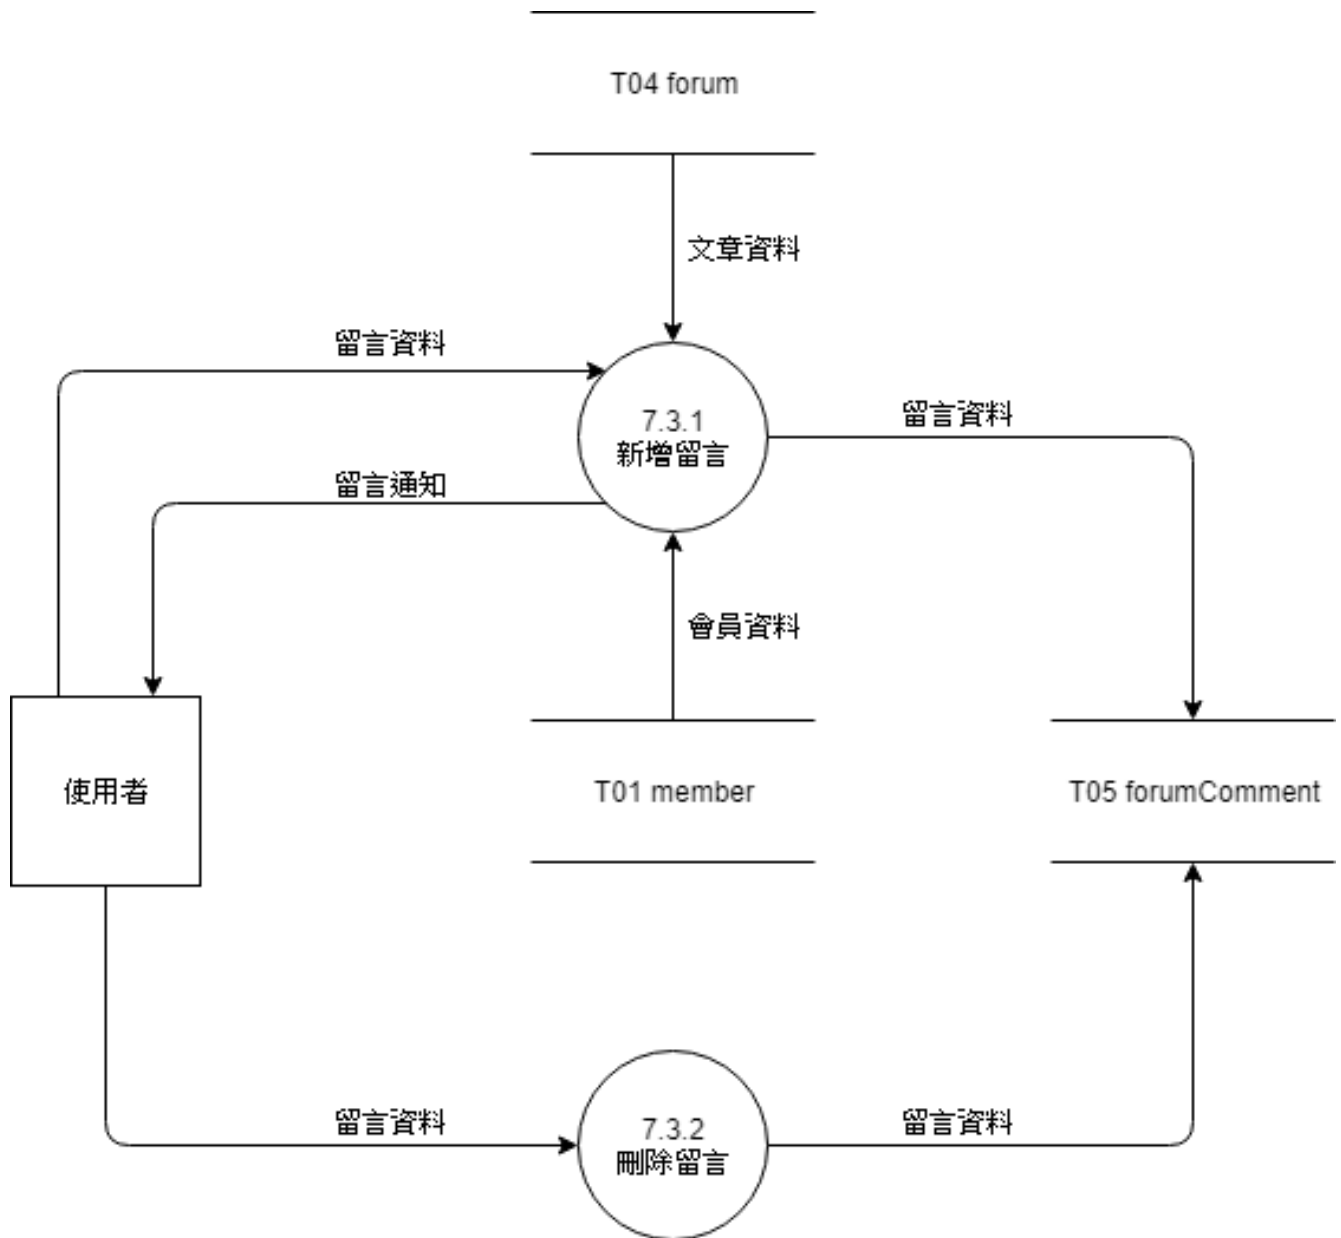 T04 forum
文章資料
留言資料
7.3.1
新增留言
留言資料
留言通知
會員資料
使用者
T01 member
T05 forumComment
留言資料
7.3.2
刪除留言
留言資料